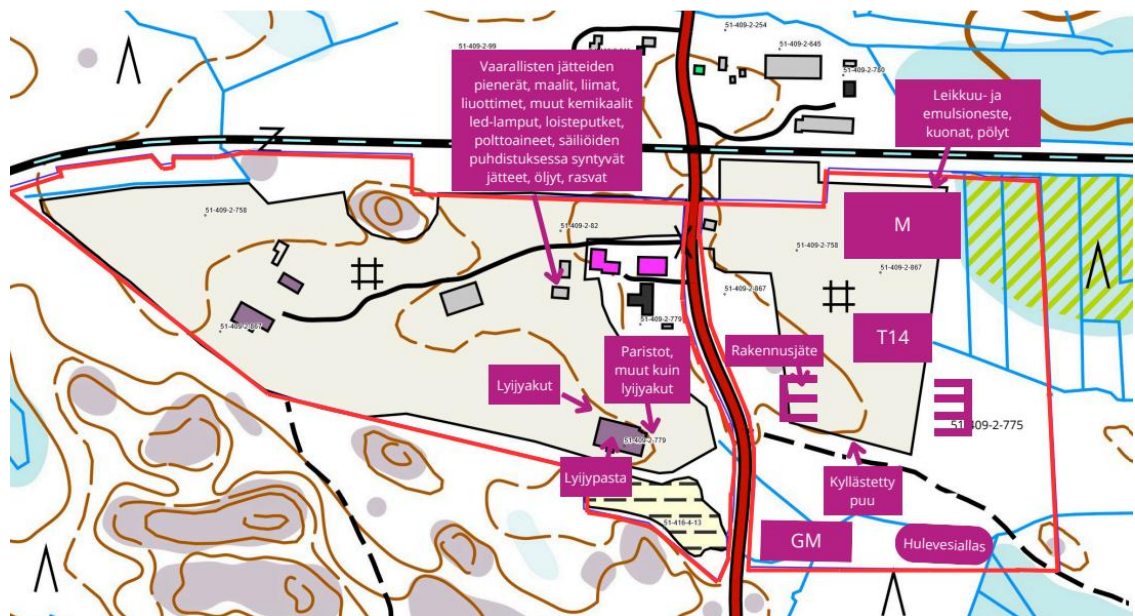 51-409-2-254
51-409-2-99
51-409-2-645
51-409-2-780
Vaarallisten jätteiden
pienerät, maalit, liimat,
liuottimet, muut kemikaalit
led-lamput, loisteputket,
polttoaineet, säiliöiden
puhdistuksessa syntyvät
jätteet, öljyt, rasvat
Leikkuu- ja
emulsioneste,
kuonat, pölyt
51-409-2-758
51-409-2-82
M
51-409-2-758
51-409-2-867
51-409-2-867
51-409-2-779
T14
Paristot,
muut kuin
lyijyakut
Rakennusjäte
Lyijyakut
51-409-2-775
51-409-2-779
Lyijypasta
Kyllästetty
puu
51-416-4-13
GM
Hulevesiallas